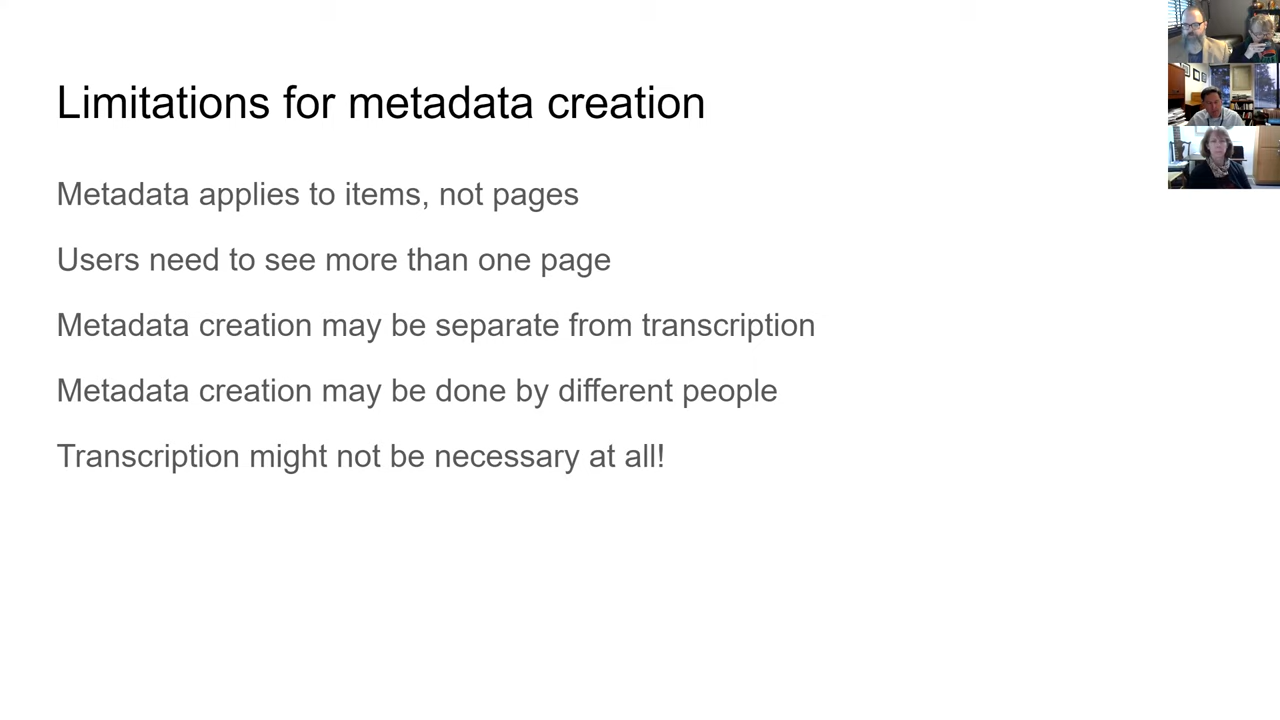 Limitations for metadata creation
Metadata applies to items, not pages
Users need to see more than one page
Metadata creation may be separate from transcription
Metadata creation may be done by different people
Transcription might not be necessary at all!